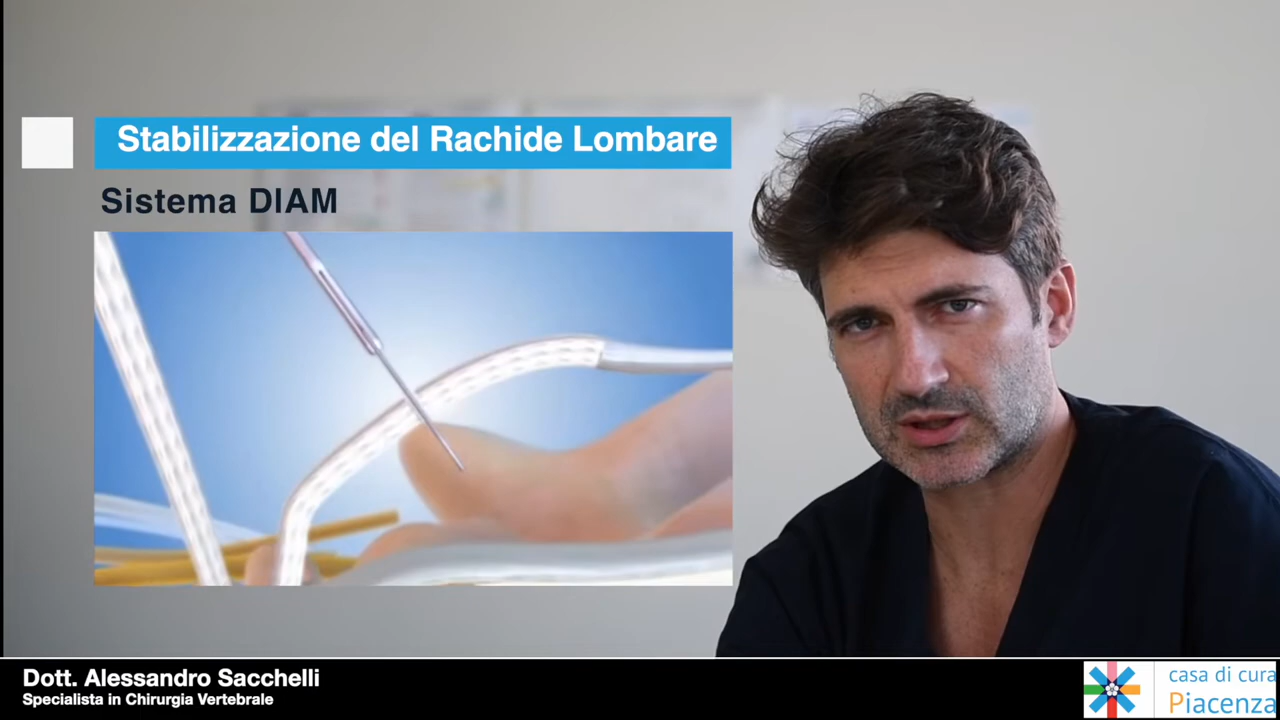 Stabilizzazione del Rachide Lombare
Sistema DIAM
Dott. Alessandro Sacchelli
Specialista in Chirurgia Vertebrale
casa di cura
Piacenza